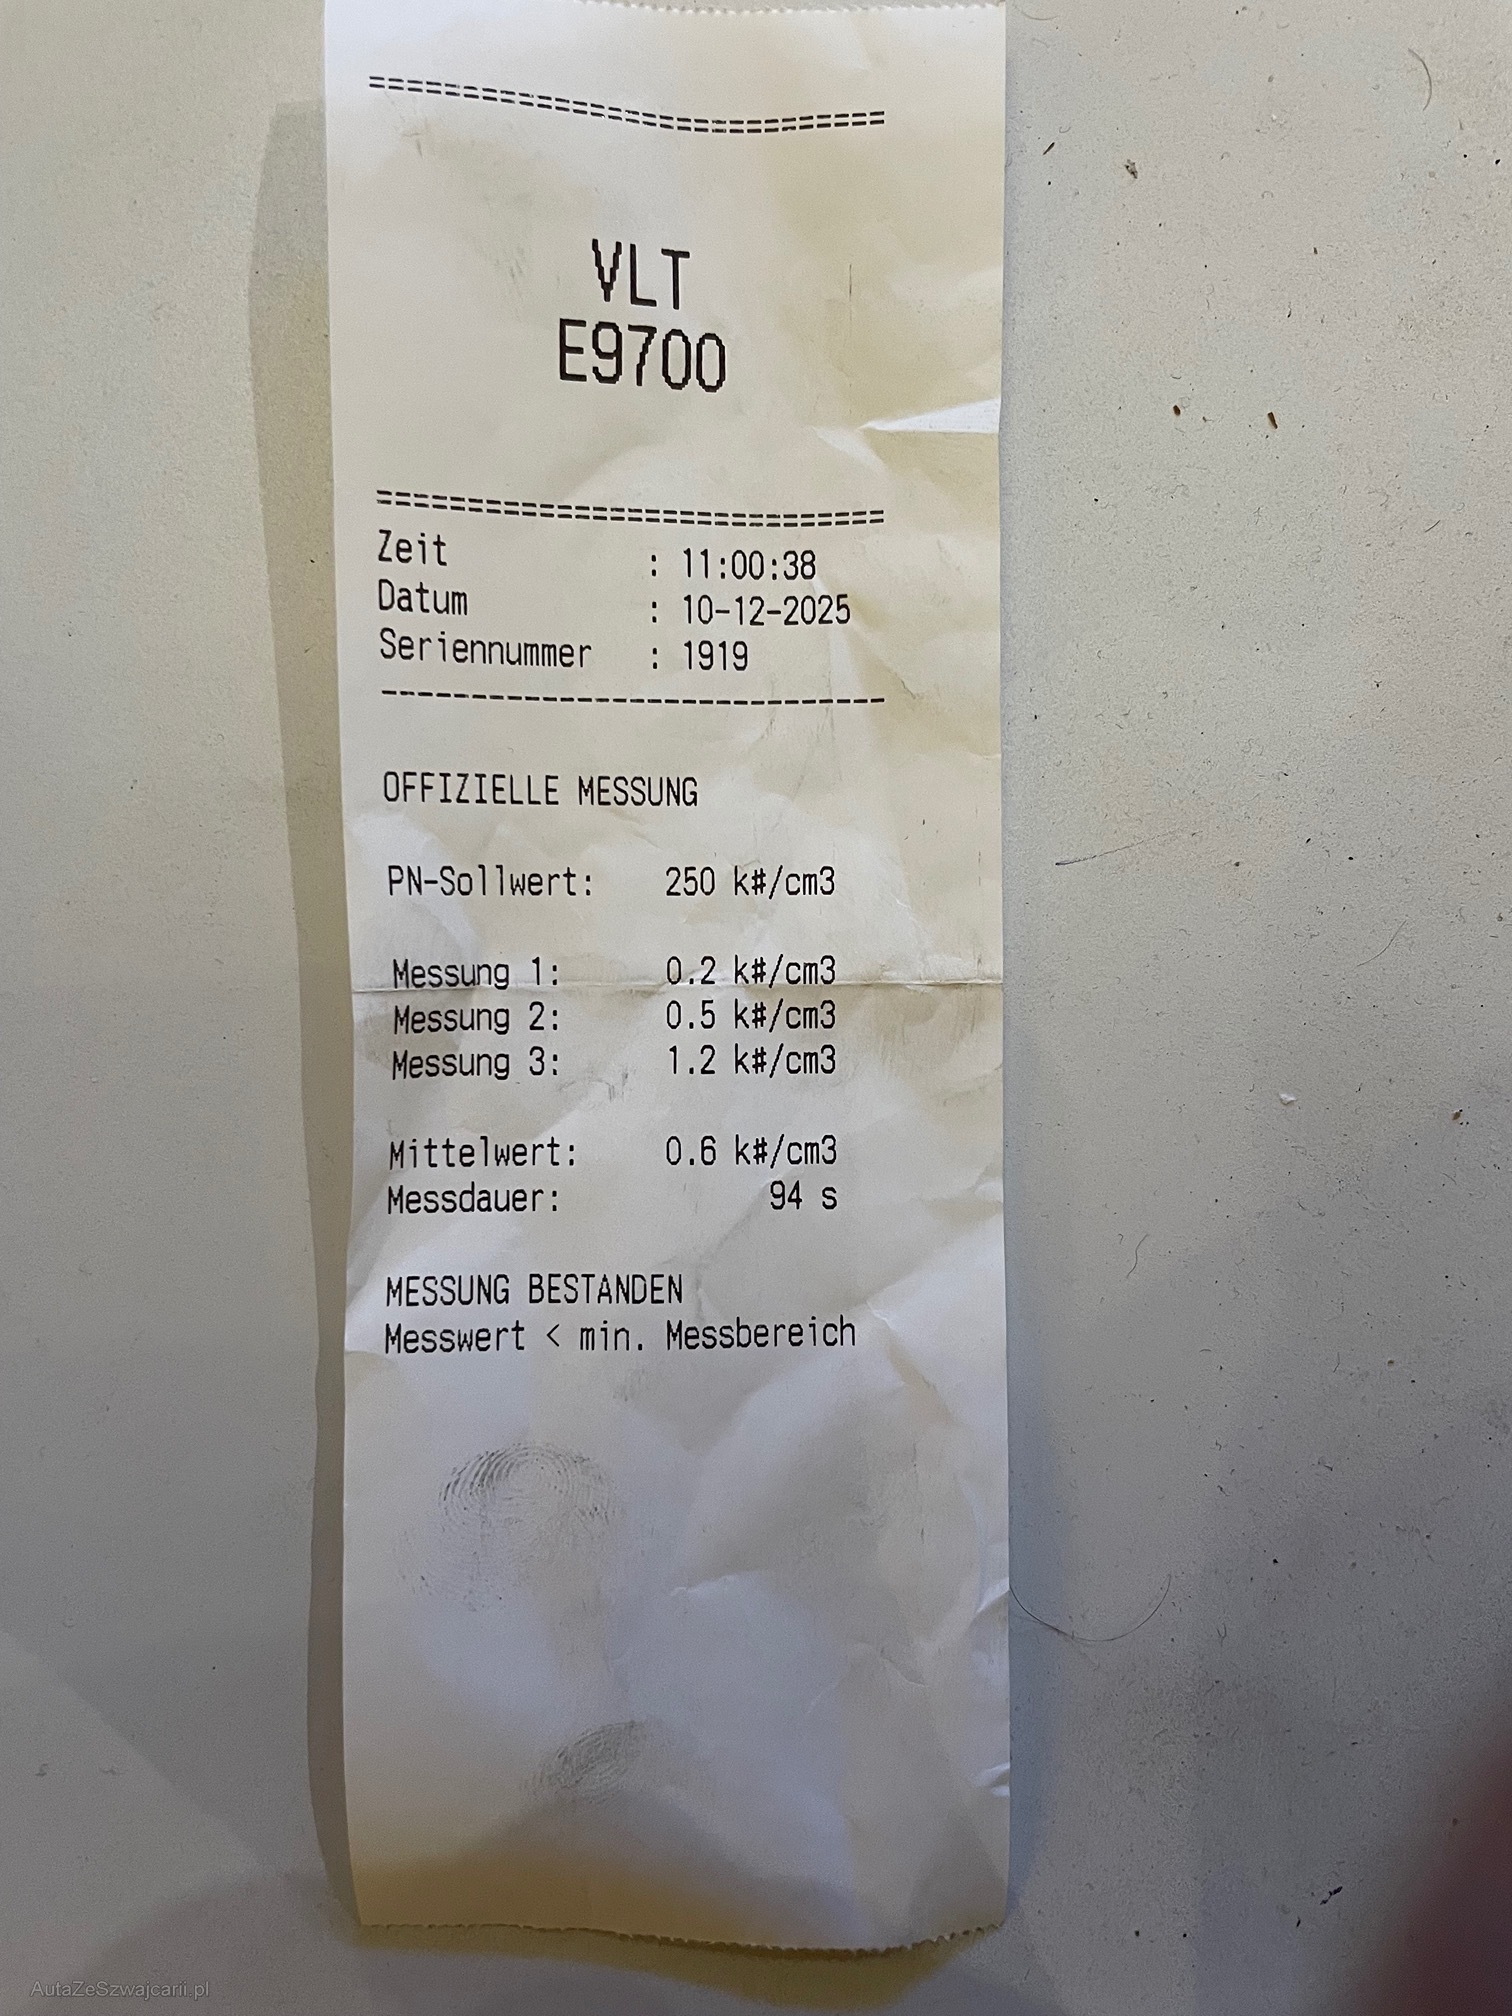 ============================
VLT
E9700
============================
Zeit : 11:00:38
Datum : 10-12-2025
Seriennummer : 1919
----------------------------
OFFIZIELLE MESSUNG
PN-Sollwert: 250 k#/cm3
Messung 1: 0.2 k#/cm3
Messung 2: 0.5 k#/cm3
Messung 3: 1.2 k#/cm3
Mittelwert: 0.6 k#/cm3
Messdauer: 94 s
MESSUNG BESTANDEN
Messwert < min. Messbereich
AutaZeSzwajcarii.pl